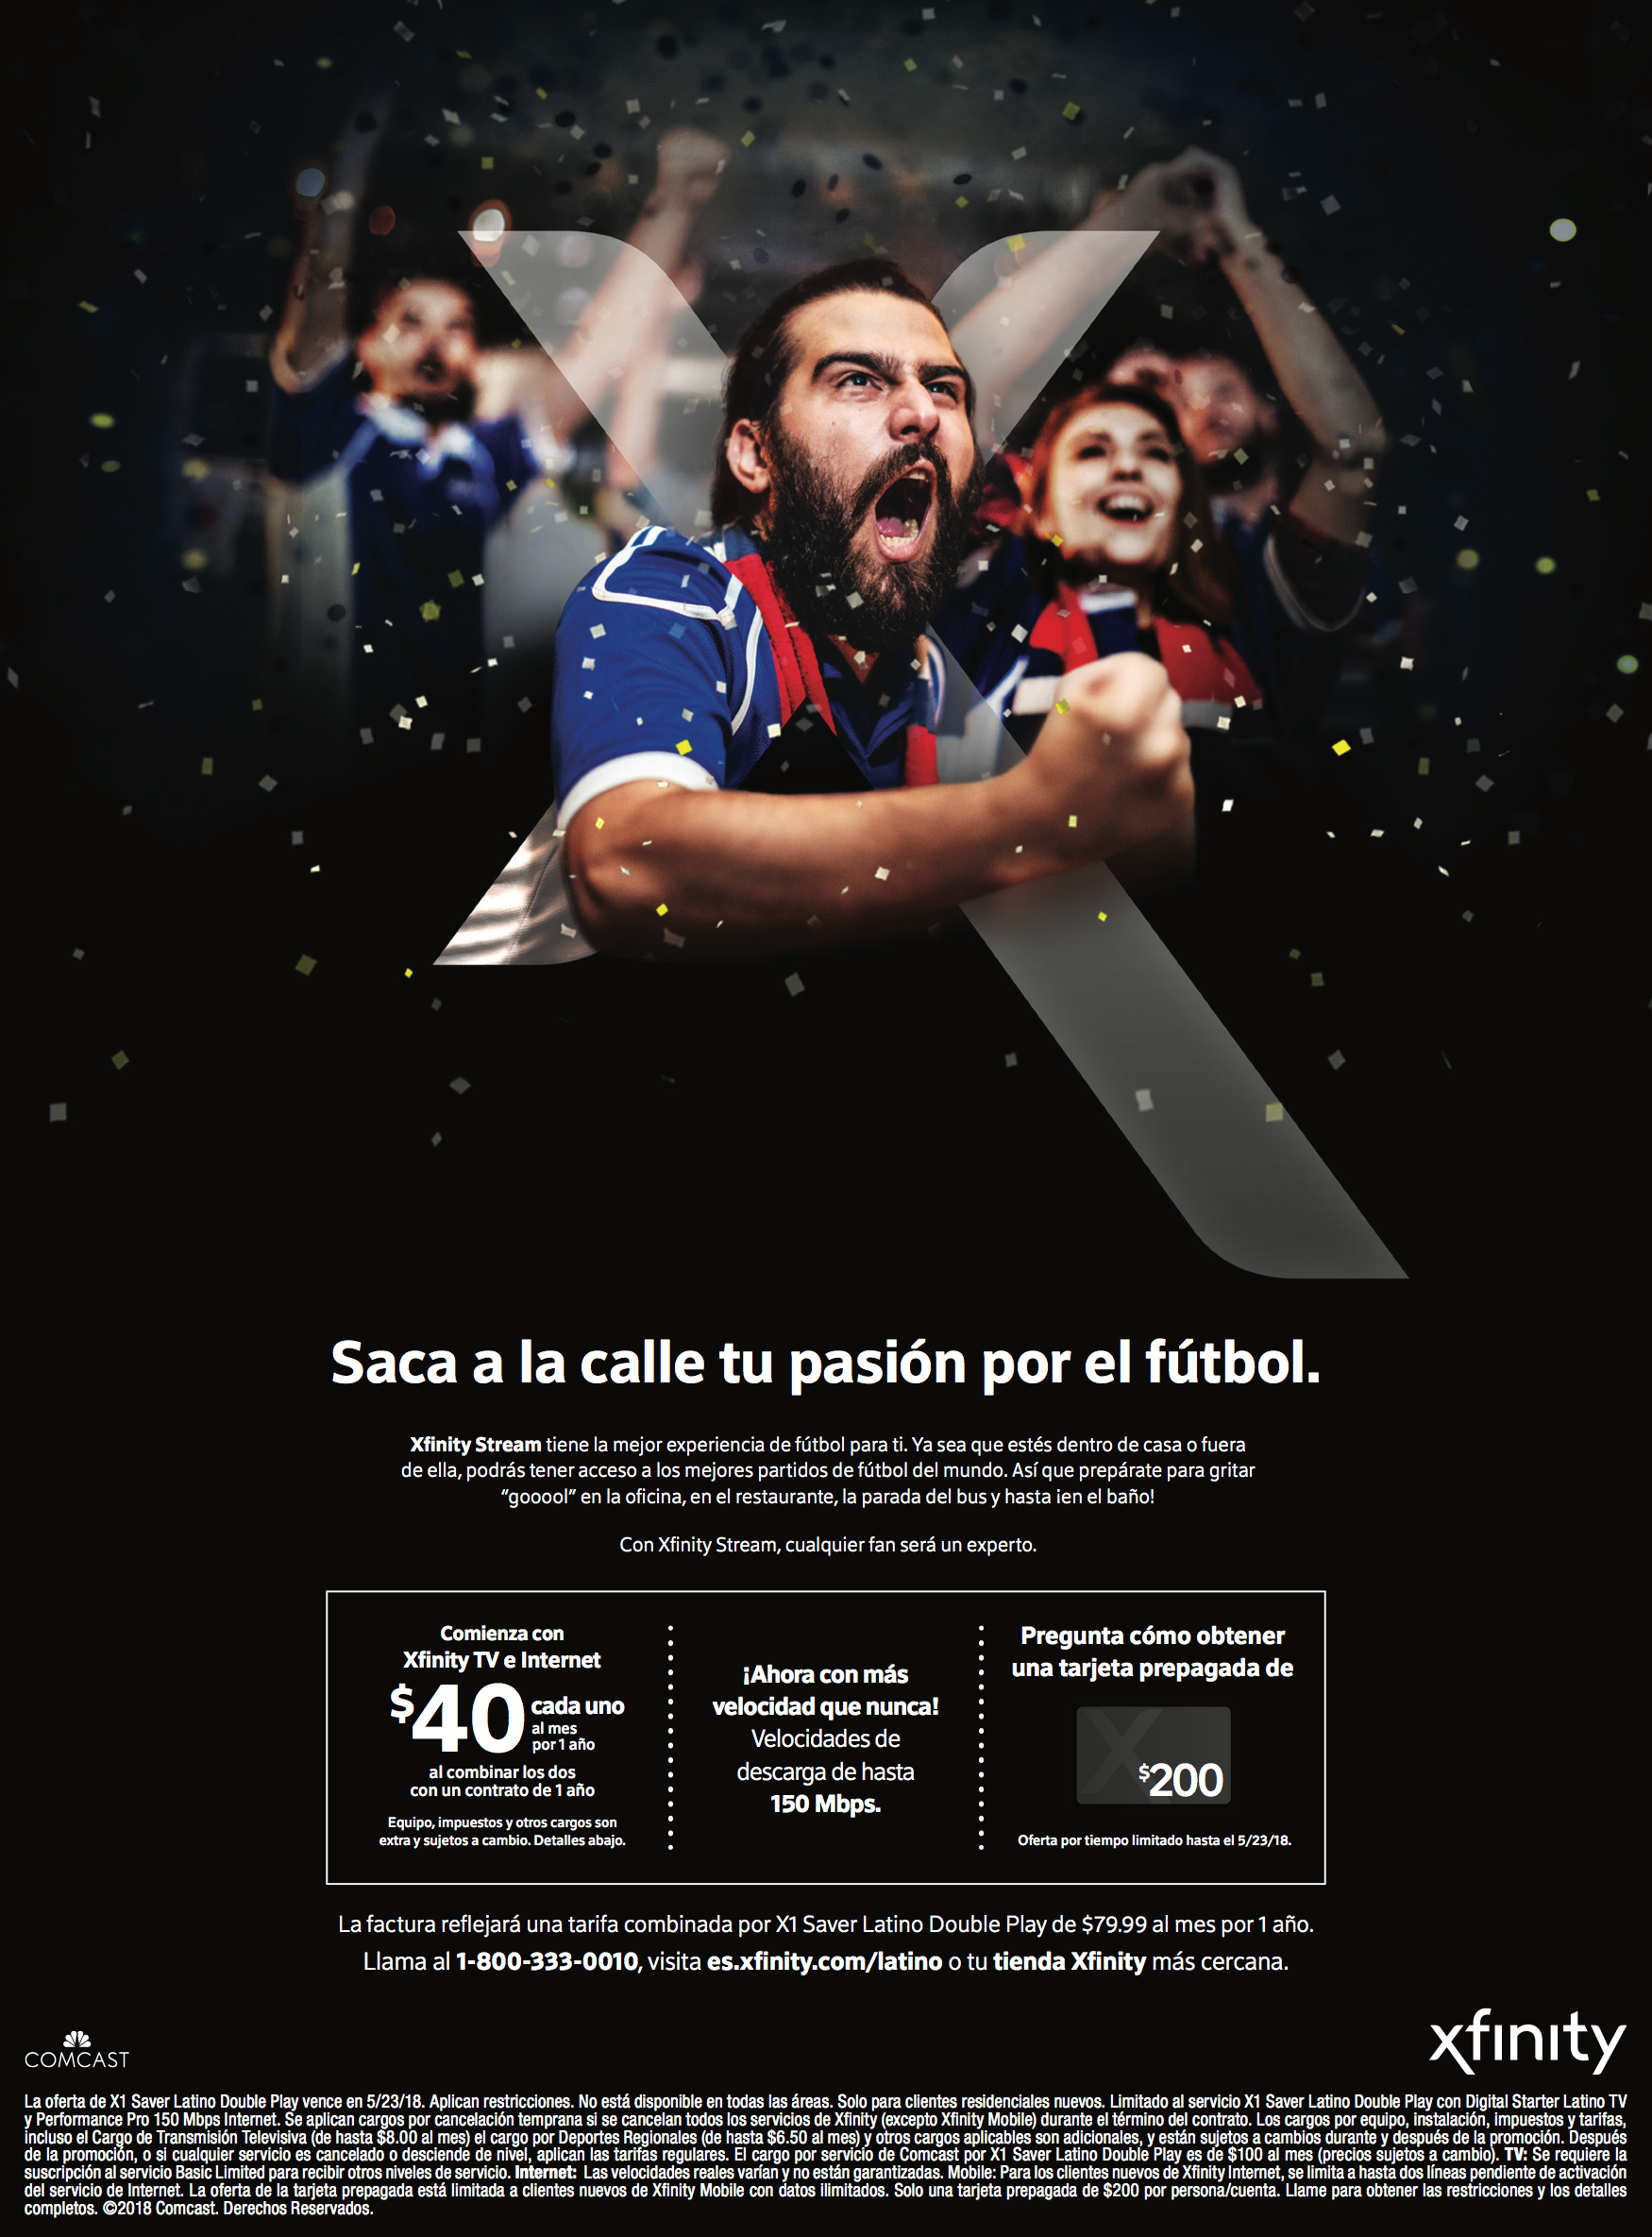 Saca a la calle tu pasión por el fútbol.
Xfinity Stream tiene la mejor experiencia de fútbol para ti. Ya sea que estés dentro de casa o fuera
de ella, podrás tener acceso a los mejores partidos de fútbol del mundo. Así que prepárate para gritar
“gooool” en la oficina, en el restaurante, la parada del bus y hasta ¡en el baño!
Con Xfinity Stream, cualquier fan será un experto.
Comienza con
Xfinity TV e Internet
$40 cada uno
al mes
por 1 año
al combinar los dos
con un contrato de 1 año
Equipo, impuestos y otros cargos son
extra y sujetos a cambio. Detalles abajo.
¡Ahora con más
velocidad que nunca!
Velocidades de
descarga de hasta
150 Mbps.
Pregunta cómo obtener
una tarjeta prepagada de
$200
Oferta por tiempo limitado hasta el 5/23/18.
La factura reflejará una tarifa combinada por X1 Saver Latino Double Play de $79.99 al mes por 1 año.
Llama al 1-800-333-0010, visita es.xfinity.com/latino o tu tienda Xfinity más cercana.
COMCAST
xfinity
La oferta de X1 Saver Latino Double Play vence en 5/23/18. Aplican restricciones. No está disponible en todas las áreas. Solo para clientes residenciales nuevos. Limitado al servicio X1 Saver Latino Double Play con Digital Starter Latino TV
y Performance Pro 150 Mbps Internet. Se aplican cargos por cancelación temprana si se cancelan todos los servicios de Xfinity (excepto Xfinity Mobile) durante el término del contrato. Los cargos por equipo, instalación, impuestos y tarifas,
incluso el Cargo de Transmisión Televisiva (de hasta $8.00 al mes) el cargo por Deportes Regionales (de hasta $6.50 al mes) y otros cargos aplicables son adicionales, y están sujetos a cambios durante y después de la promoción. Después
de la promoción, o si cualquier servicio es cancelado o desciende de nivel, aplican las tarifas regulares. El cargo por servicio de Comcast por X1 Saver Latino Double Play es de $100 al mes (precios sujetos a cambio). TV: Se requiere la
suscripción al servicio Basic Limited para recibir otros niveles de servicio. Internet: Las velocidades reales varían y no están garantizadas. Mobile: Para los clientes nuevos de Xfinity Internet, se limita a hasta dos líneas pendiente de activación
del servicio de Internet. La oferta de la tarjeta prepagada está limitada a clientes nuevos de Xfinity Mobile con datos ilimitados. Solo una tarjeta prepagada de $200 por persona/cuenta. Llame para obtener las restricciones y los detalles
completos. ©2018 Comcast. Derechos Reservados.